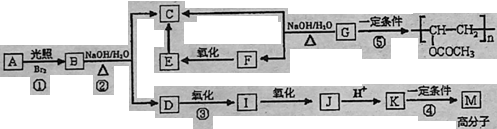 C NaOH/H₂O G 一定条件 -[CH-CH₂]-n
△ ⑤ OCOCH₃
A 光照 B NaOH/H₂O E 氧化 F
Br₂ △
① ②
D 氧化 I 氧化 J H⁺ K 一定条件 M
③ ④ 高分子